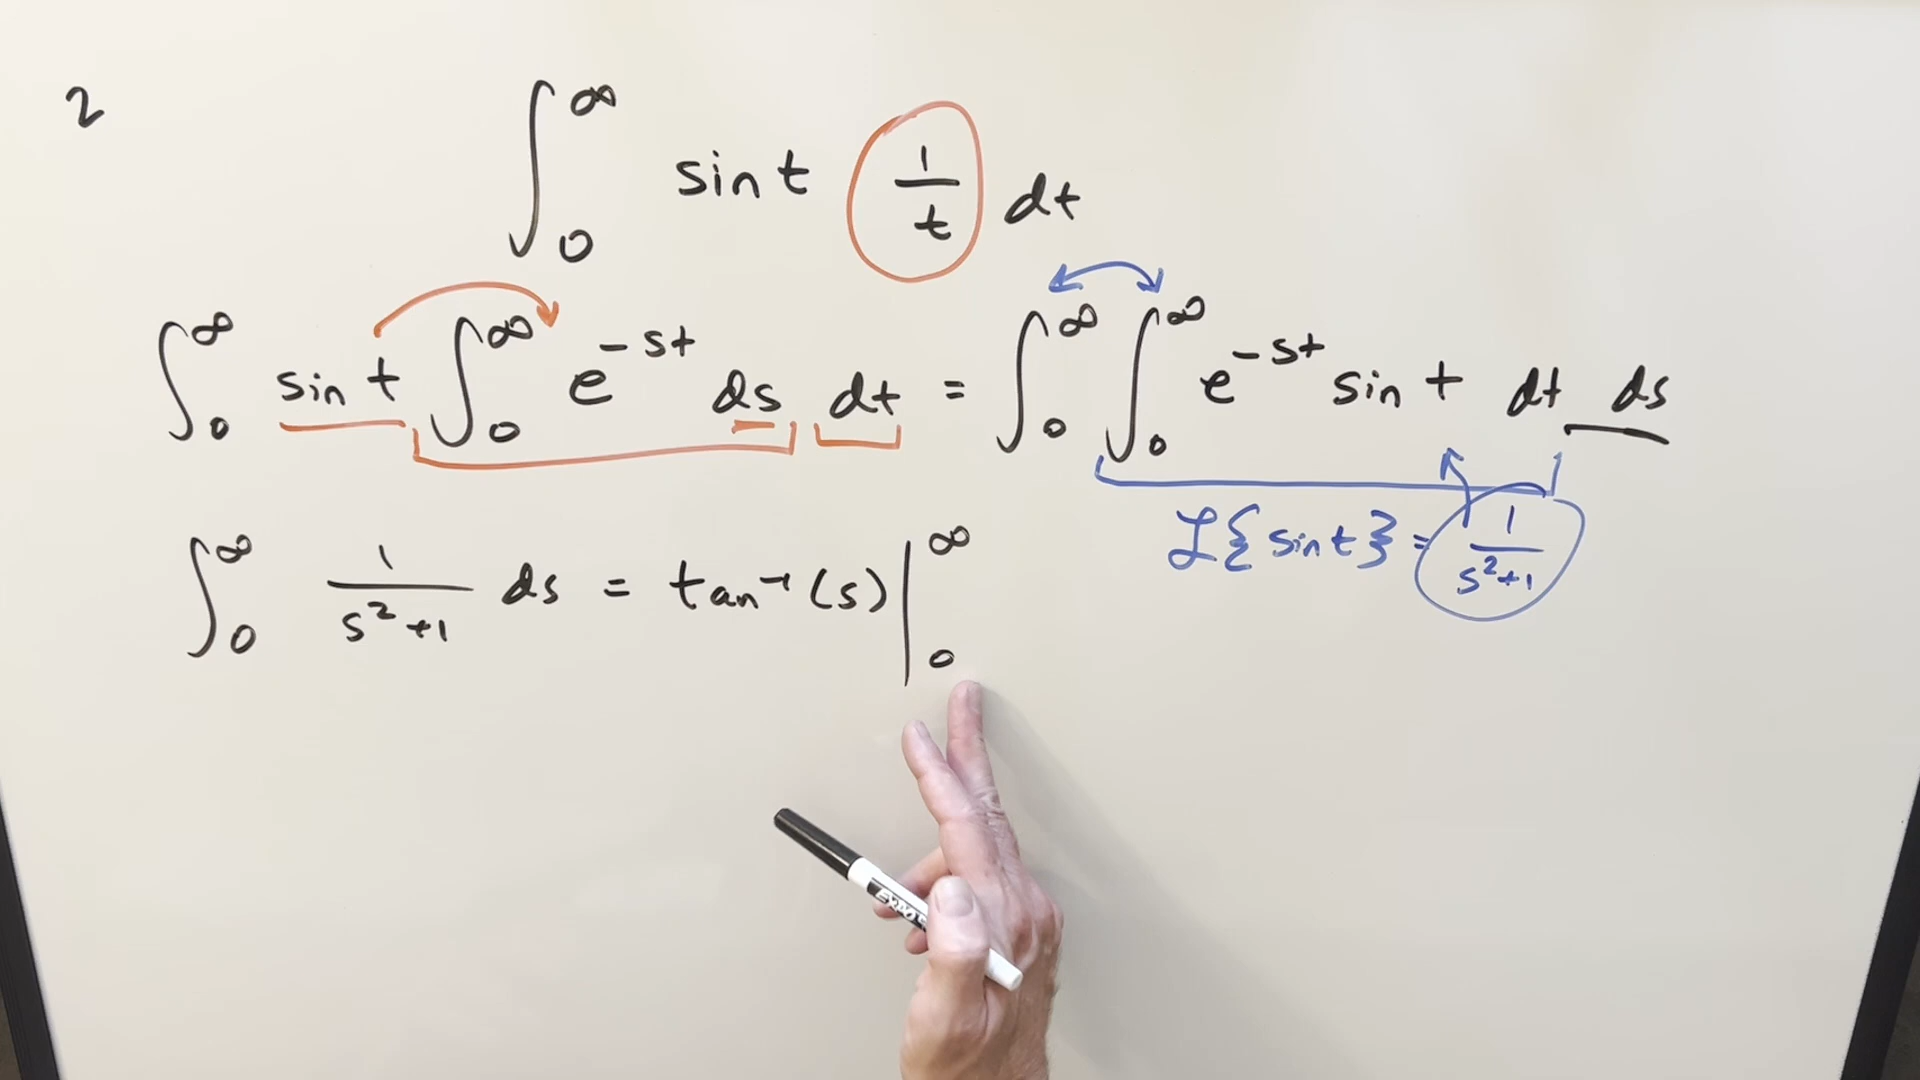 2
∫₀^∞ sin t 1/t dt
∫₀^∞ sin t ∫₀^∞ e^{-st} ds dt = ∫₀^∞ ∫₀^∞ e^{-st} sin t dt ds
ℒ{sin t} = 1/(s²+1)
∫₀^∞ 1/(s²+1) ds = tan⁻¹(s) |₀^∞
EXPO